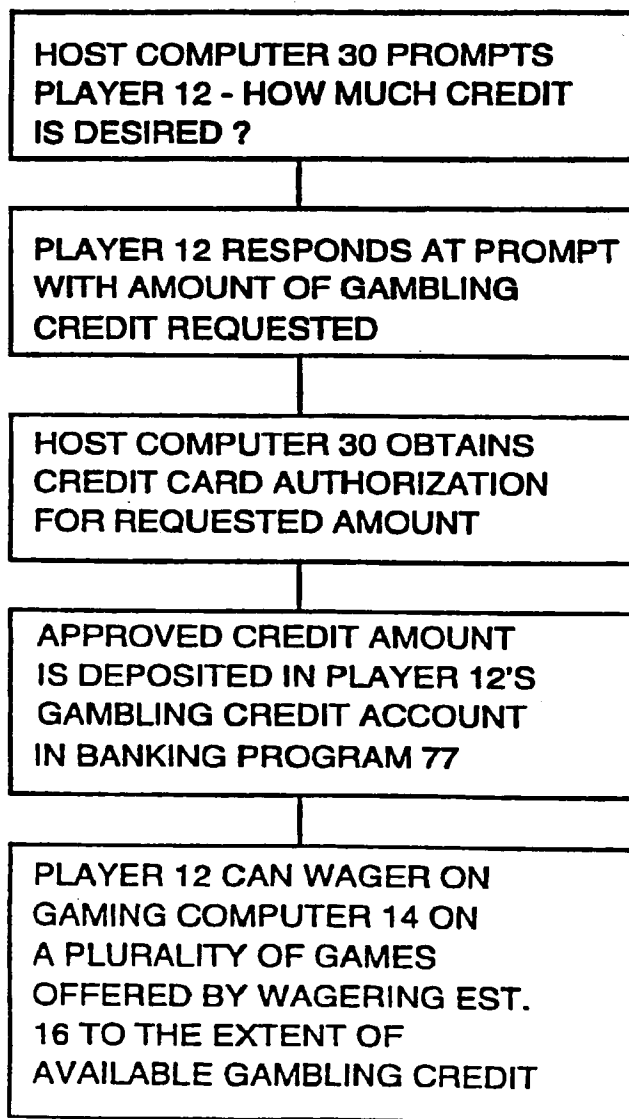 HOST COMPUTER 30 PROMPTS
PLAYER 12 - HOW MUCH CREDIT
IS DESIRED ?
PLAYER 12 RESPONDS AT PROMPT
WITH AMOUNT OF GAMBLING
CREDIT REQUESTED
HOST COMPUTER 30 OBTAINS
CREDIT CARD AUTHORIZATION
FOR REQUESTED AMOUNT
APPROVED CREDIT AMOUNT
IS DEPOSITED IN PLAYER 12'S
GAMBLING CREDIT ACCOUNT
IN BANKING PROGRAM 77
PLAYER 12 CAN WAGER ON
GAMING COMPUTER 14 ON
A PLURALITY OF GAMES
OFFERED BY WAGERING EST.
16 TO THE EXTENT OF
AVAILABLE GAMBLING CREDIT